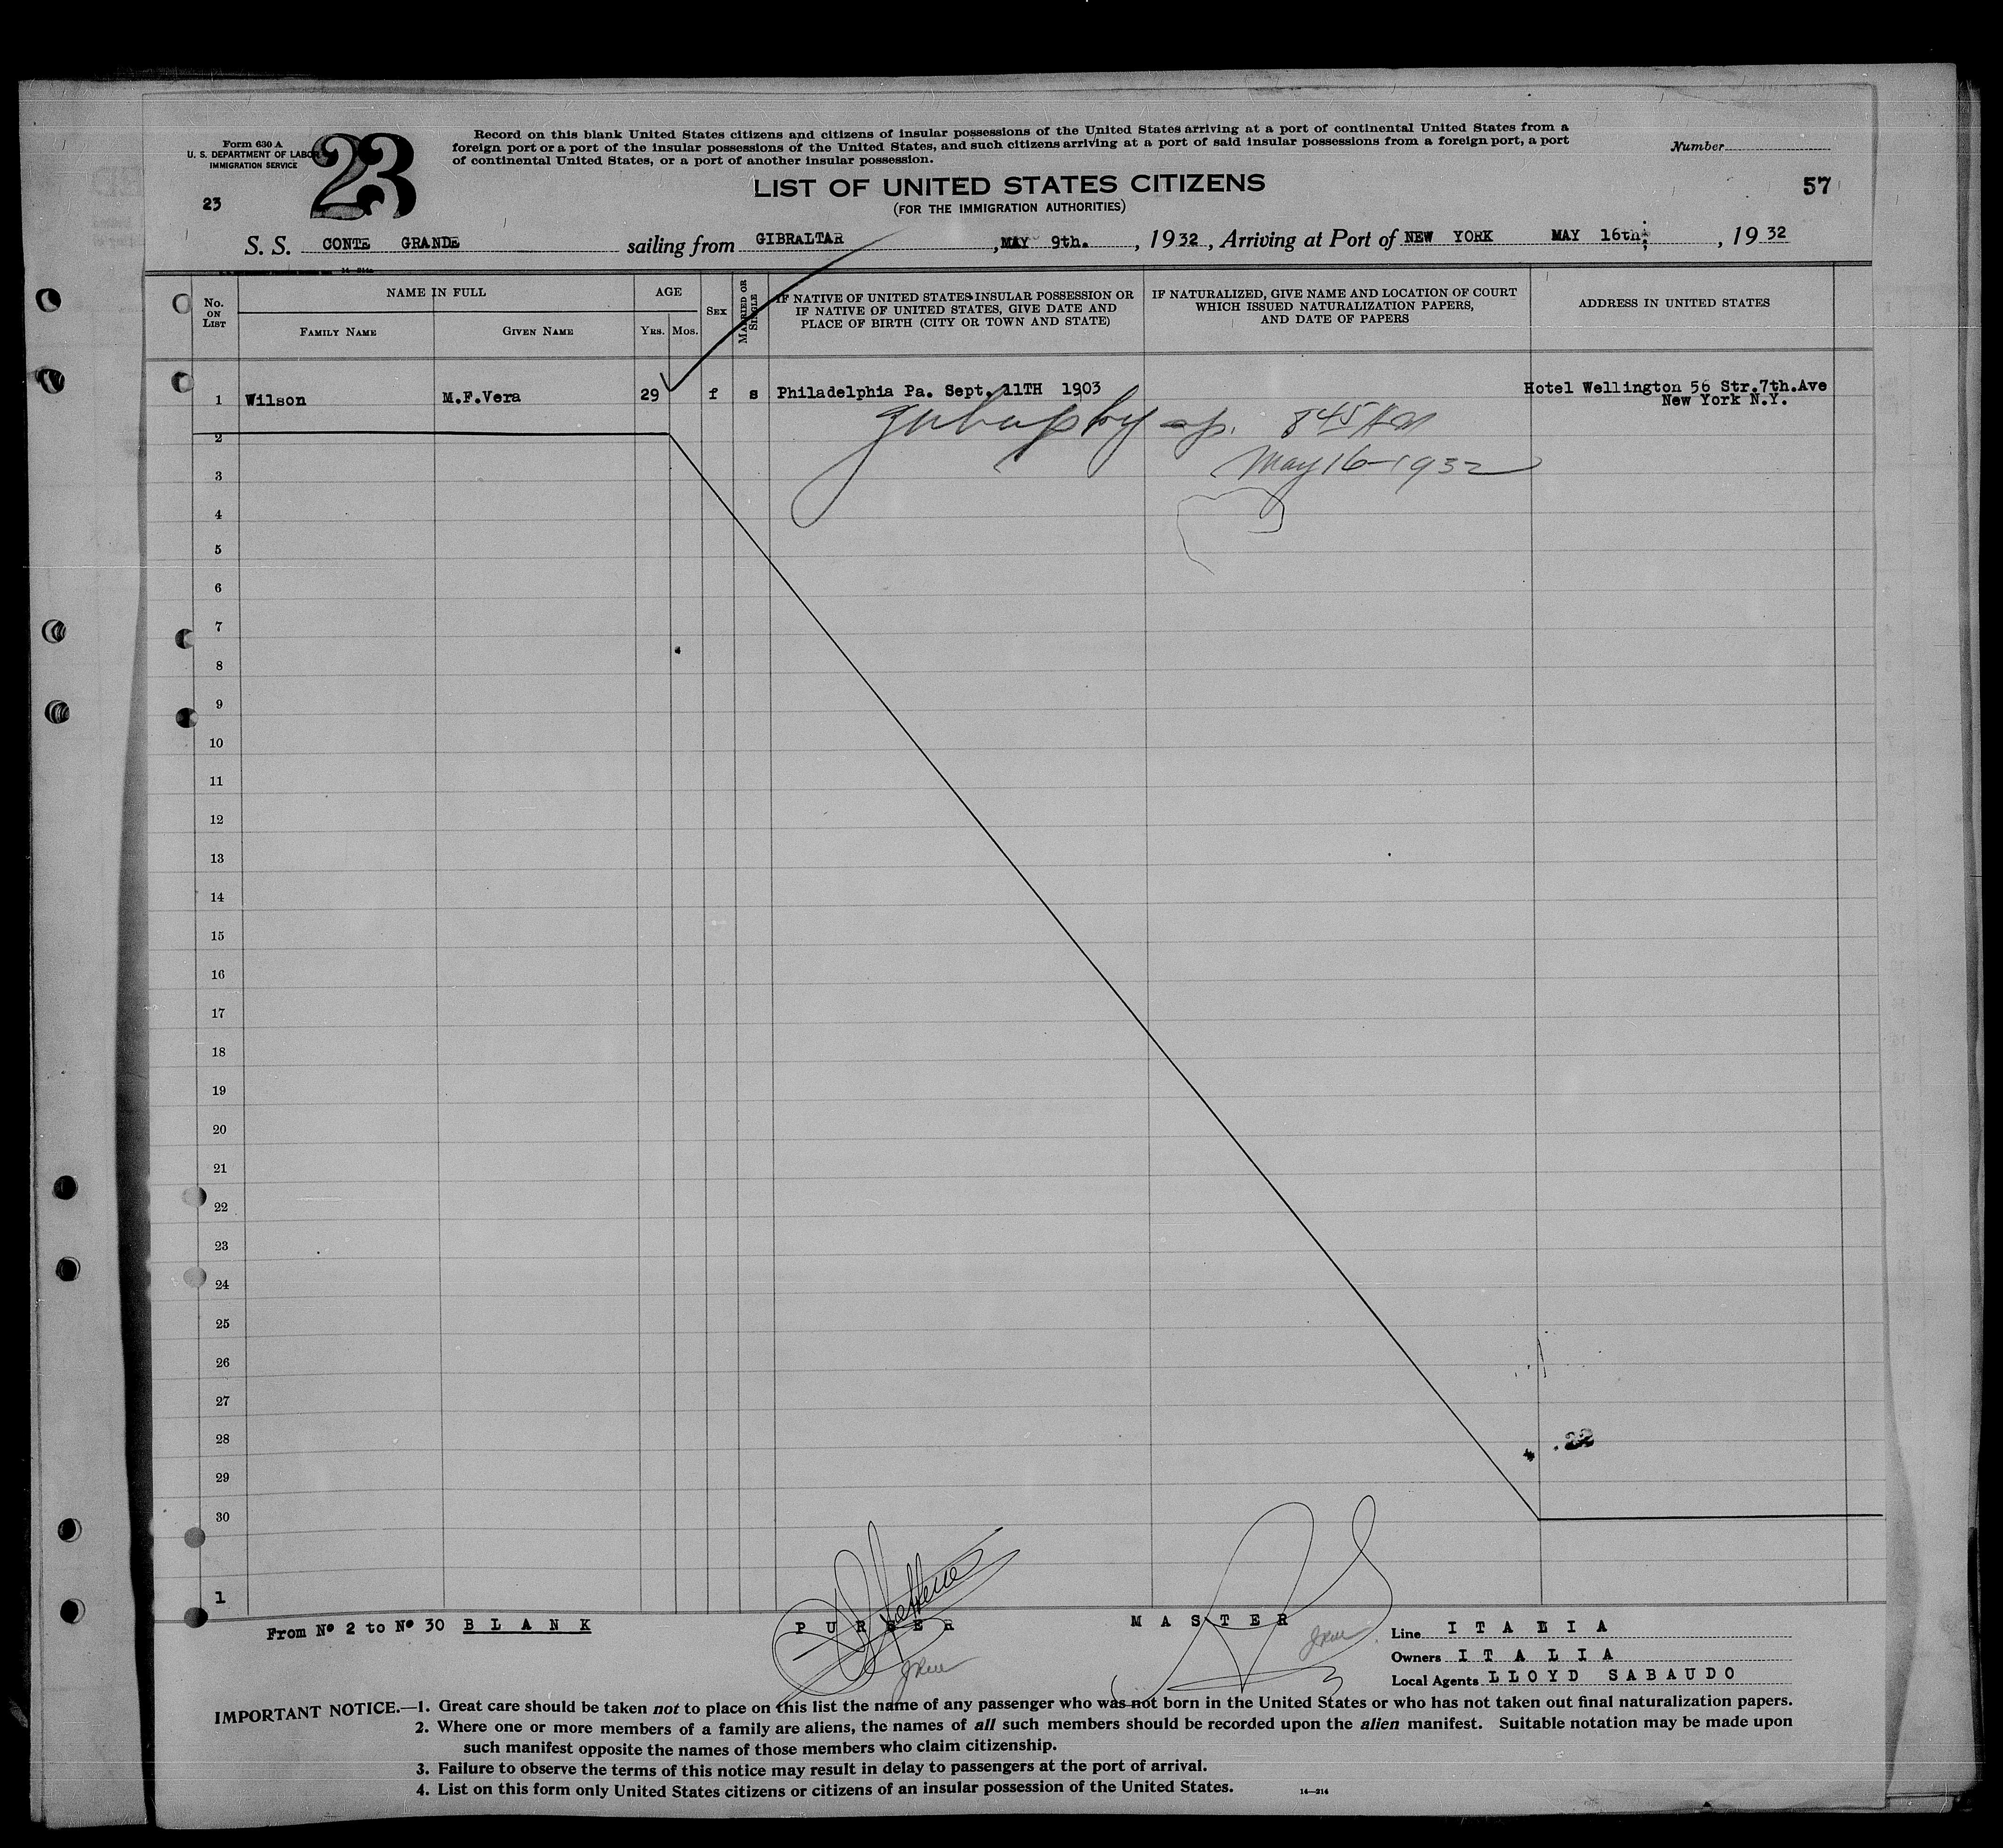 Form 630 A
U. S. DEPARTMENT OF LABOR
IMMIGRATION SERVICE
23
23
Record on this blank United States citizens and citizens of insular possessions of the United States arriving at a port of continental United States from a
foreign port or a port of the insular possessions of the United States, and such citizens arriving at a port of said insular possessions from a foreign port, a port
of continental United States, or a port of another insular possession.
Number
57
LIST OF UNITED STATES CITIZENS
(FOR THE IMMIGRATION AUTHORITIES)
S. S. CONTE GRANDE sailing from GIBRALTAR, MAY 9th., 1932, Arriving at Port of NEW YORK MAY 16th;, 1932
No. ON LIST
NAME IN FULL
FAMILY NAME
GIVEN NAME
AGE
YRS.
MOS.
SEX
MARRIED OR SINGLE
IF NATIVE OF UNITED STATES INSULAR POSSESSION OR
IF NATIVE OF UNITED STATES, GIVE DATE AND
PLACE OF BIRTH (CITY OR TOWN AND STATE)
IF NATURALIZED, GIVE NAME AND LOCATION OF COURT
WHICH ISSUED NATURALIZATION PAPERS,
AND DATE OF PAPERS
ADDRESS IN UNITED STATES
1 Wilson M.F.Vera 29 f s Philadelphia Pa. Sept. 11TH 1903 Hotel Wellington 56 Str.7th.Ave
New York N.Y.
845 AM
May 16-1932
2
3
4
5
6
7
8
9
10
11
12
13
14
15
16
17
18
19
20
21
22
23
24
25
26
27
28
29
30
1
From Nº 2 to Nº 30 B L A N K
P U R S E R
M A S T E R
Line I T A L I A
Owners I T A L I A
Local Agents L L O Y D S A B A U D O
IMPORTANT NOTICE.—1. Great care should be taken not to place on this list the name of any passenger who was not born in the United States or who has not taken out final naturalization papers.
2. Where one or more members of a family are aliens, the names of all such members should be recorded upon the alien manifest. Suitable notation may be made upon
such manifest opposite the names of those members who claim citizenship.
3. Failure to observe the terms of this notice may result in delay to passengers at the port of arrival.
4. List on this form only United States citizens or citizens of an insular possession of the United States.
14—214